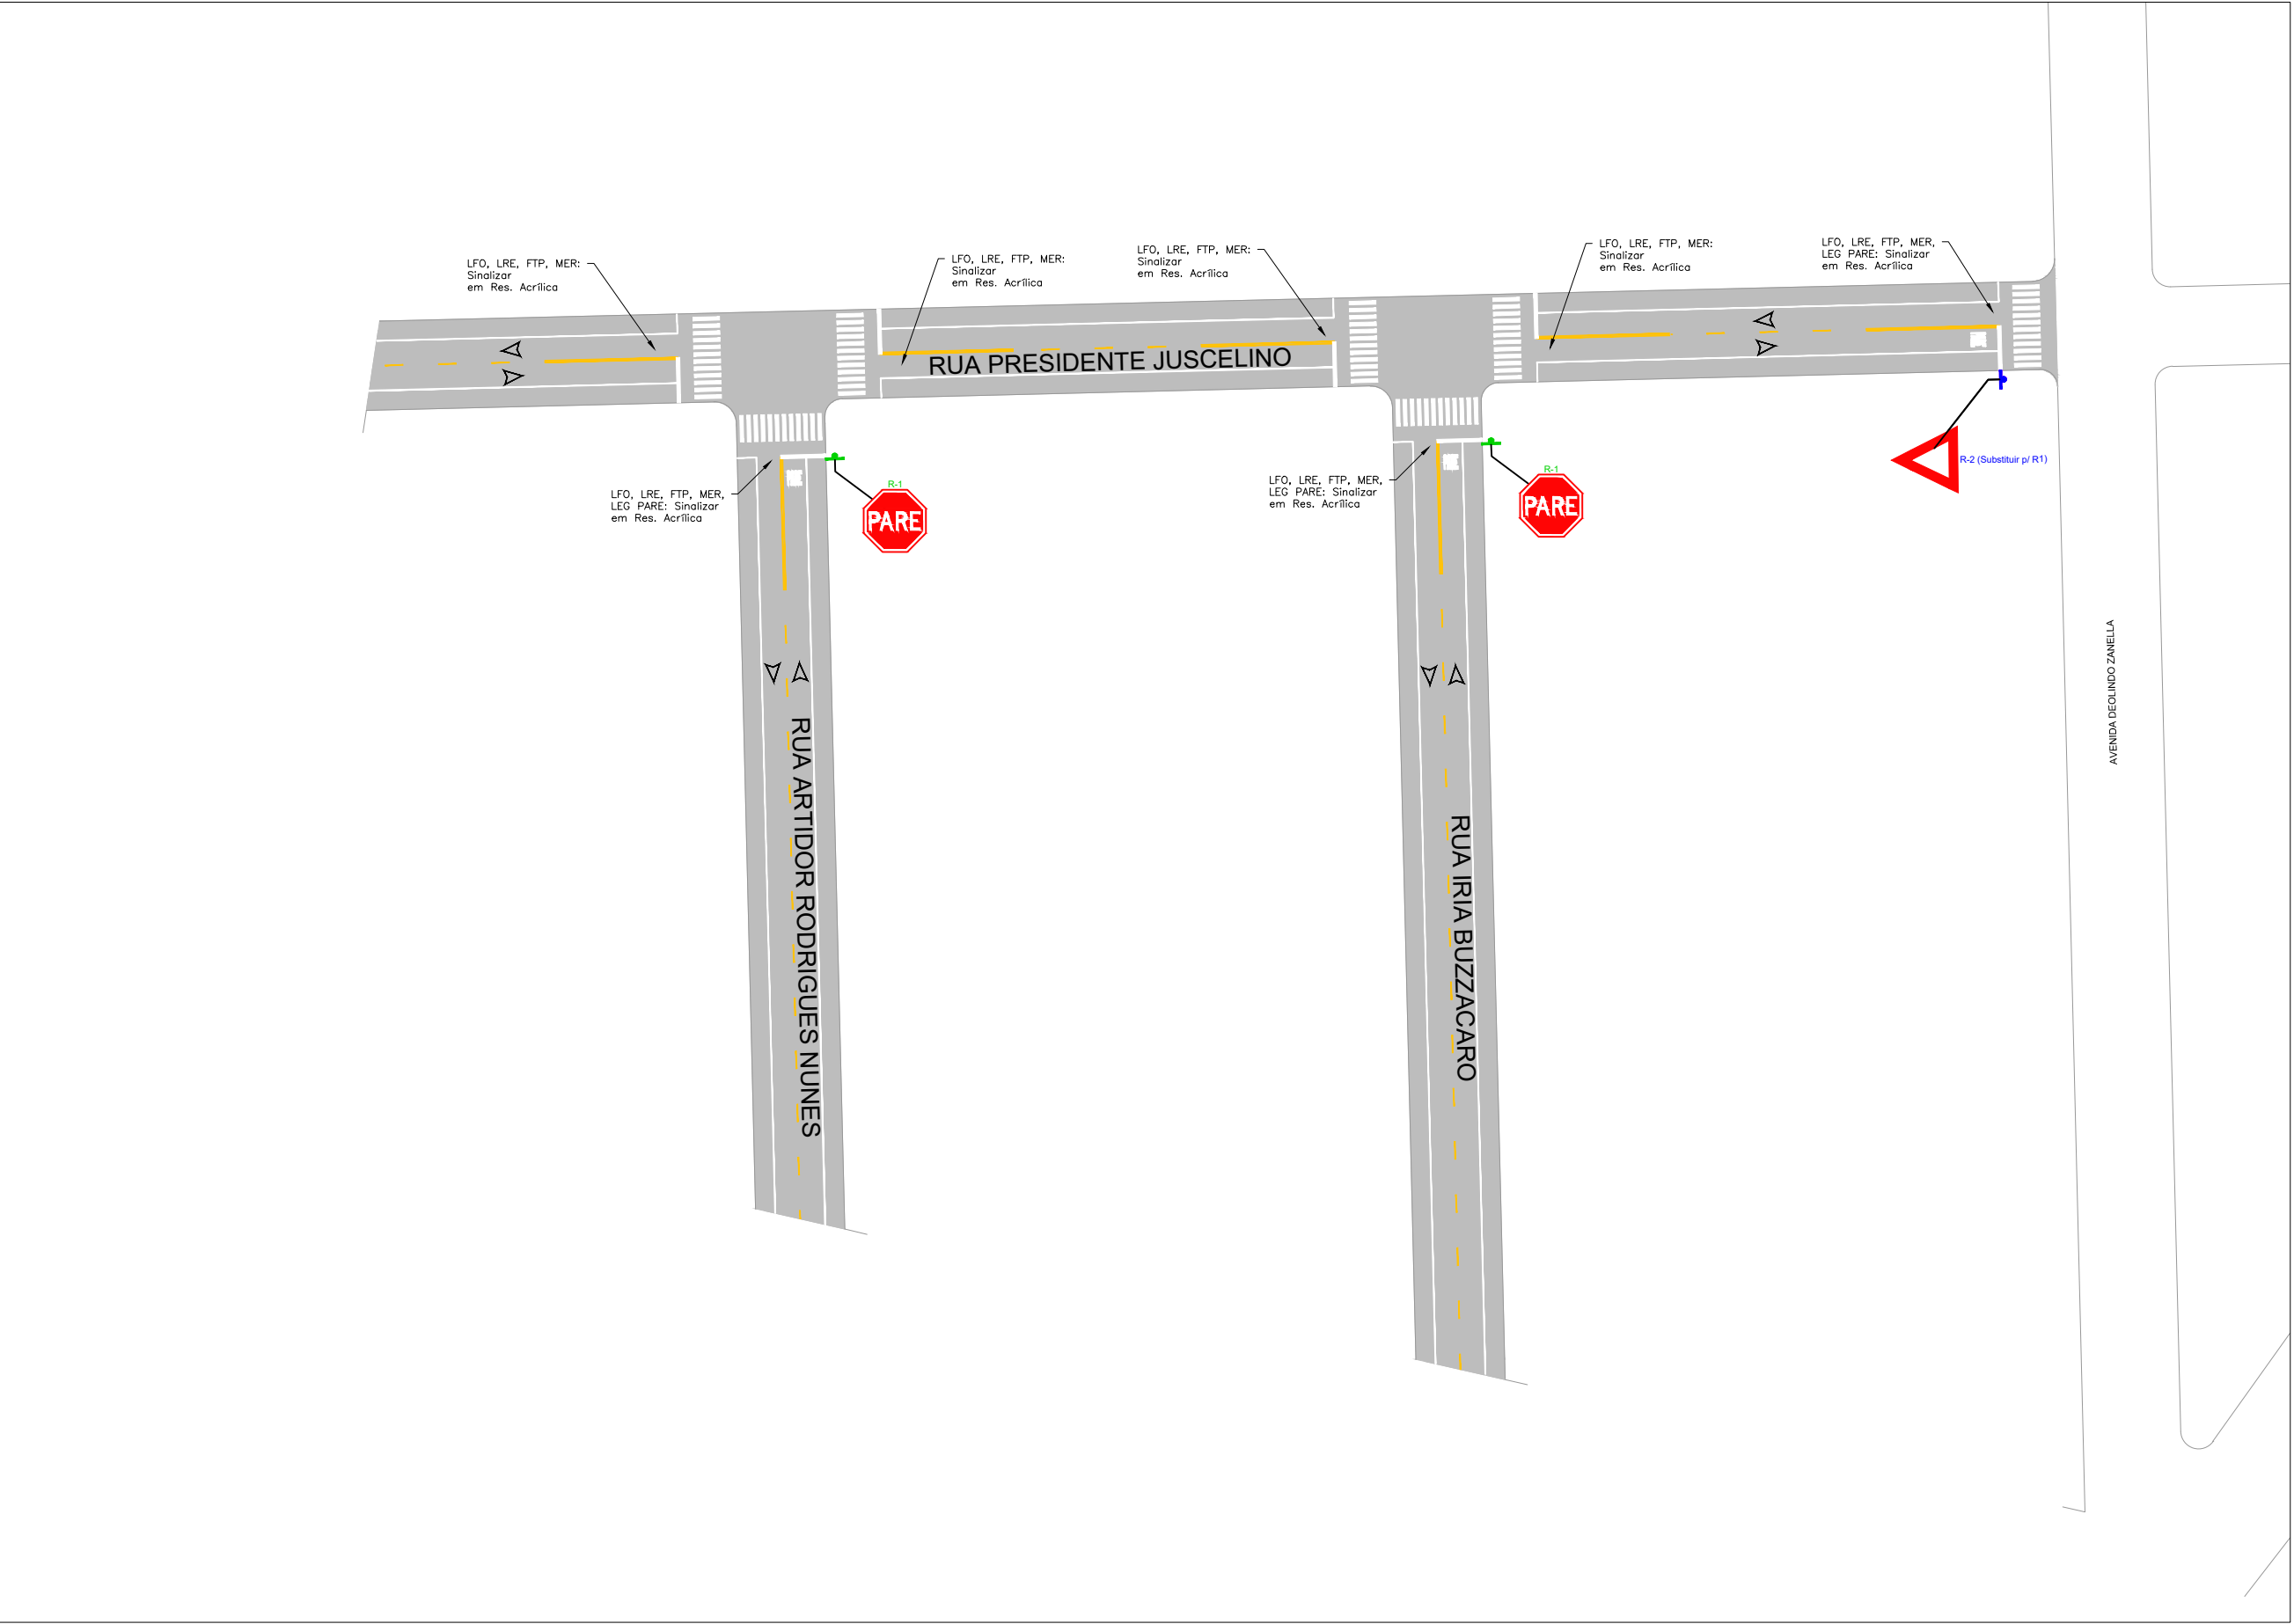 LFO, LRE, FTP, MER:
Sinalizar
em Res. Acrílica
LFO, LRE, FTP, MER:
Sinalizar
em Res. Acrílica
LFO, LRE, FTP, MER:
Sinalizar
em Res. Acrílica
LFO, LRE, FTP, MER:
Sinalizar
em Res. Acrílica
LFO, LRE, FTP, MER,
LEG PARE: Sinalizar
em Res. Acrílica
RUA PRESIDENTE JUSCELINO
LFO, LRE, FTP, MER,
LEG PARE: Sinalizar
em Res. Acrílica
R-1
PARE
LFO, LRE, FTP, MER,
LEG PARE: Sinalizar
em Res. Acrílica
R-1
PARE
R-2 (Substituir p/ R1)
RUA ARTIDOR RODRIGUES NUNES
RUA IRIA BUZZACARO
AVENIDA DEOLINDO ZANELLA